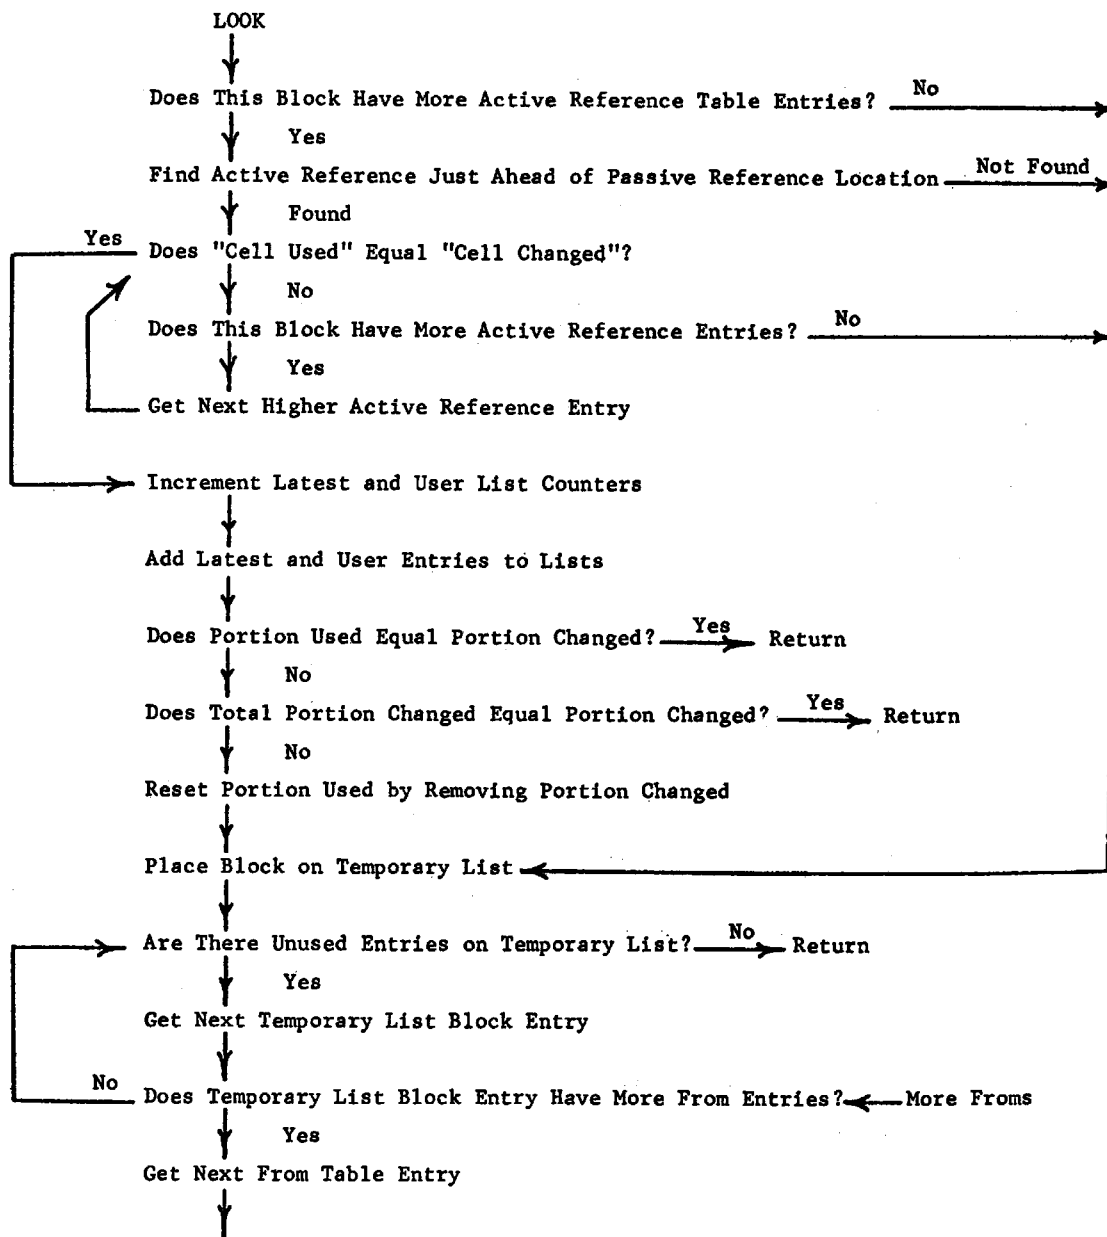 LOOK
Does This Block Have More Active Reference Table Entries? No
Yes
Find Active Reference Just Ahead of Passive Reference Location Not Found
Found
Yes Does "Cell Used" Equal "Cell Changed"?
No
Does This Block Have More Active Reference Entries? No
Yes
Get Next Higher Active Reference Entry
Increment Latest and User List Counters
Add Latest and User Entries to Lists
Does Portion Used Equal Portion Changed? Yes Return
No
Does Total Portion Changed Equal Portion Changed? Yes Return
No
Reset Portion Used by Removing Portion Changed
Place Block on Temporary List
Are There Unused Entries on Temporary List? No Return
Yes
Get Next Temporary List Block Entry
No Does Temporary List Block Entry Have More From Entries? More Froms
Yes
Get Next From Table Entry